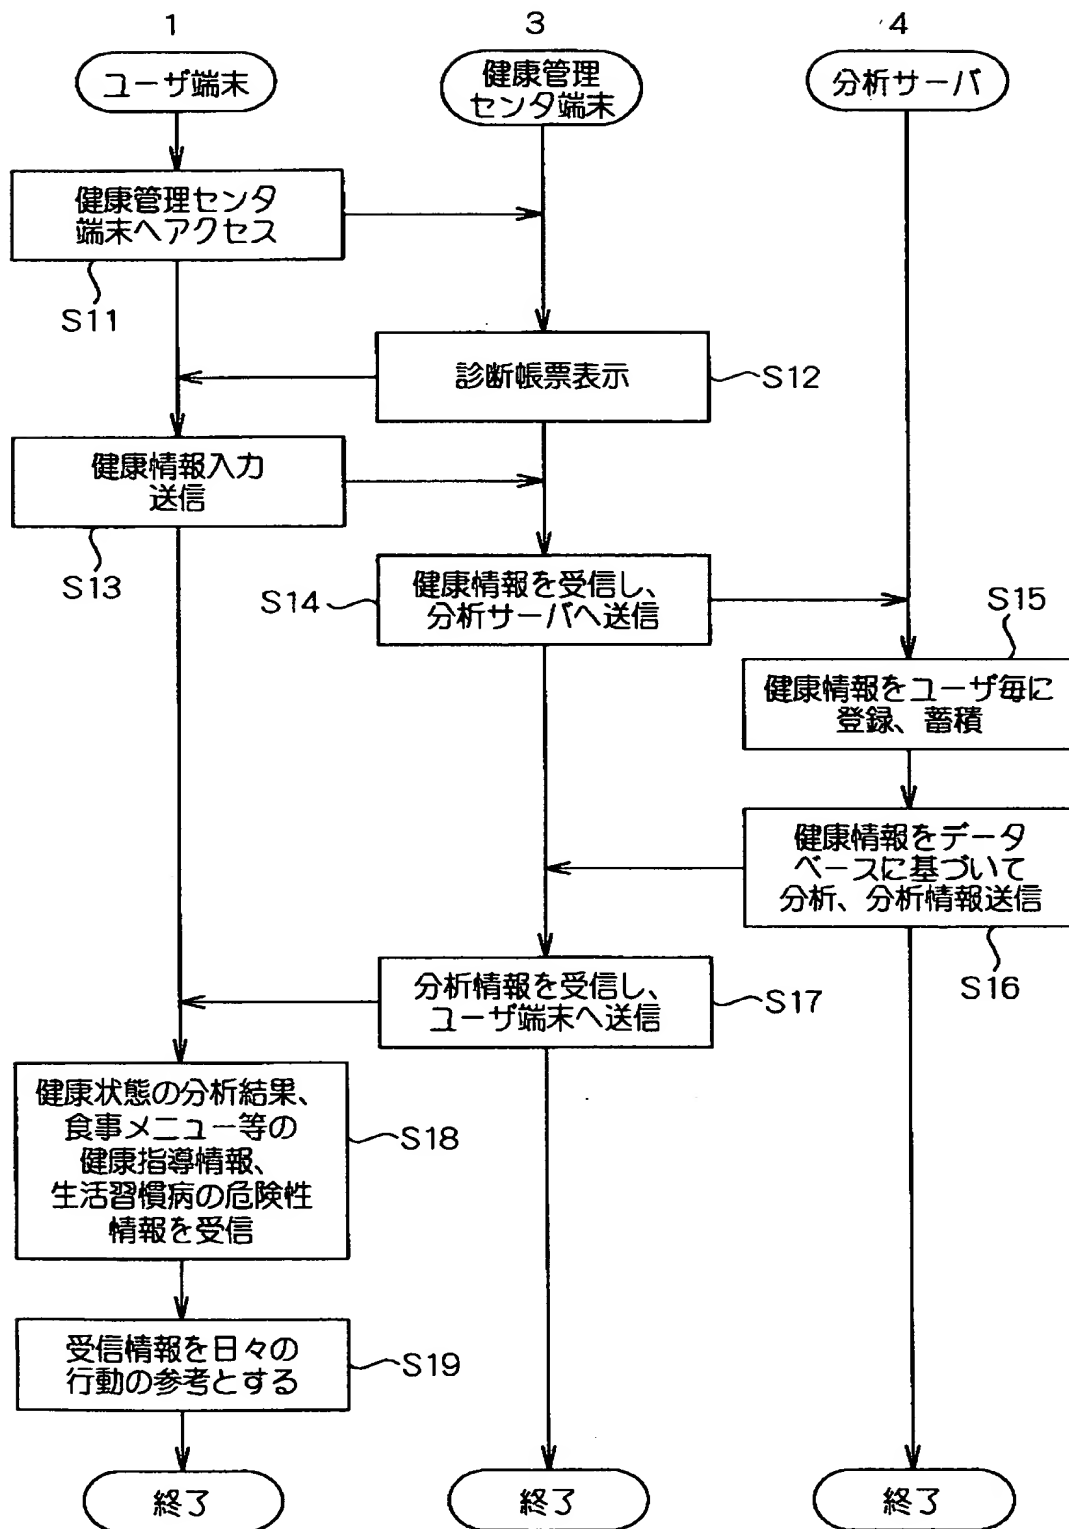 1
3
4
ユーザ端末
健康管理
センタ端末
分析サーバ
健康管理センタ
端末へアクセス
S11
診断帳票表示
S12
健康情報入力
送信
S13
健康情報を受信し、
分析サーバへ送信
S14
S15
健康情報をユーザ毎に
登録、蓄積
健康情報をデータ
ベースに基づいて
分析、分析情報送信
S16
分析情報を受信し、
ユーザ端末へ送信
S17
健康状態の分析結果、
食事メニュー等の
健康指導情報、
生活習慣病の危険性
情報を受信
S18
受信情報を日々の
行動の参考とする
S19
終了
終了
終了